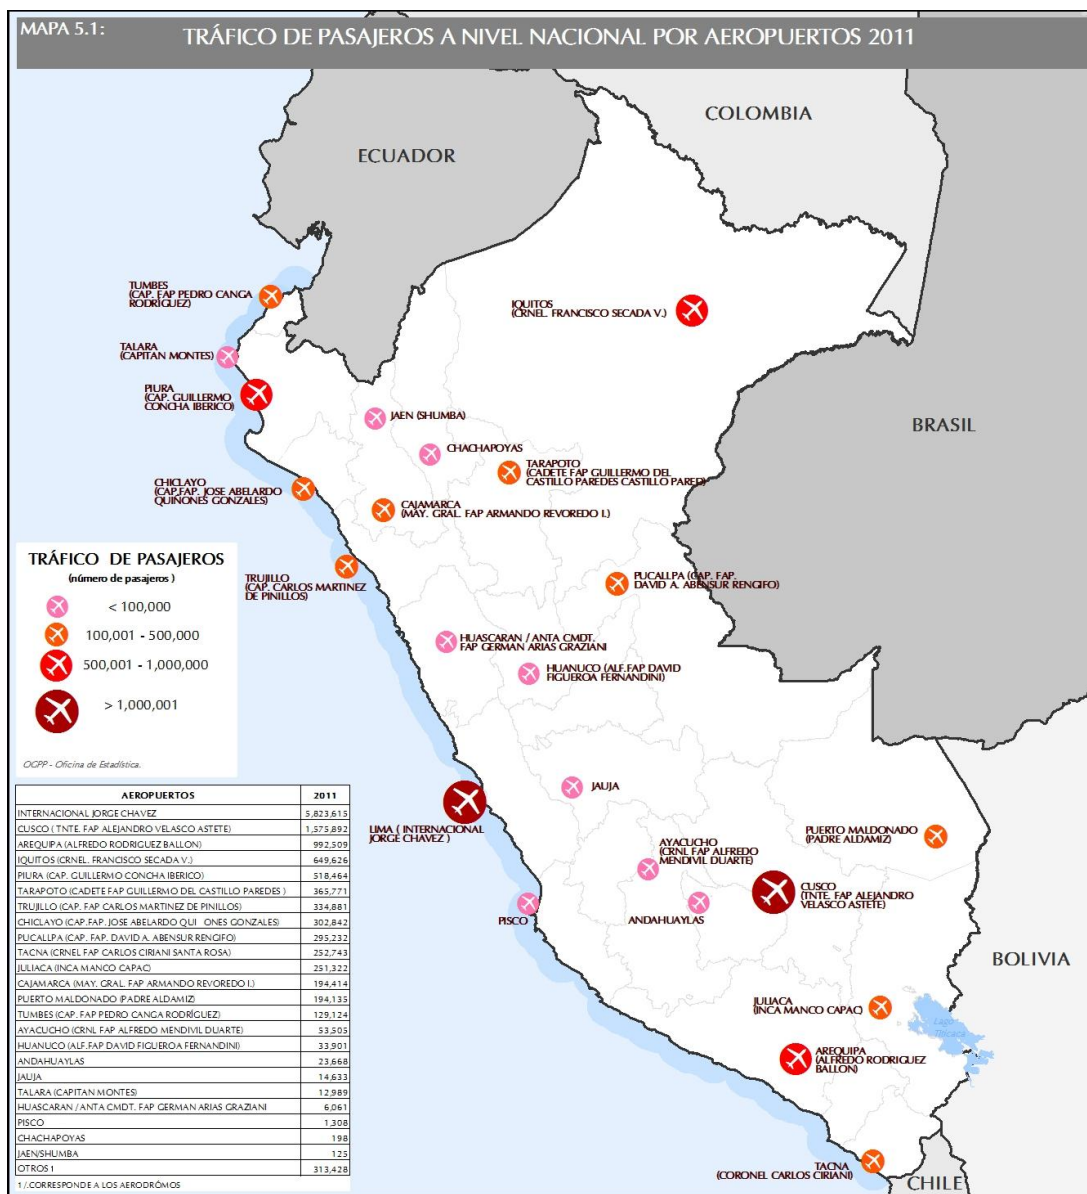 MAPA 5.1:
TRÁFICO DE PASAJEROS A NIVEL NACIONAL POR AEROPUERTOS 2011
COLOMBIA
ECUADOR
TUMBES
(CAP. FAP PEDRO CANGA
RODRÍGUEZ)
IQUITOS
(CRNEL. FRANCISCO SECADA V.)
TALARA
(CAPITAN MONTES)
PIURA
(CAP. GUILLERMO
CONCHA IBERICO)
JAEN (SHUMBA)
BRASIL
CHACHAPOYAS
TARAPOTO
(CADETE FAP GUILLERMO DEL
CASTILLO PAREDES CASTILLO PARED)
CHICLAYO
(CAP.FAP. JOSE ABELARDO
QUIÑONES GONZALES)
CAJAMARCA
(MAY. GRAL. FAP ARMANDO REVOREDO I.)
TRÁFICO DE PASAJEROS
(número de pasajeros )
< 100,000
100,001 - 500,000
500,001 - 1,000,000
> 1,000,001
OGPP - Oficina de Estadística.
TRUJILLO
(CAP. CARLOS MARTINEZ
DE PINILLOS)
PUCALLPA (CAP. FAP.
DAVID A. ABENSUR RENGIFO)
HUASCARAN / ANTA CMDT.
FAP GERMAN ARIAS GRAZIANI
HUANUCO (ALF.FAP DAVID
FIGUEROA FERNANDINI)
JAUJA
LIMA ( INTERNACIONAL
JORGE CHAVEZ )
PUERTO MALDONADO
(PADRE ALDAMIZ)
AYACUCHO
(CRNL FAP ALFREDO
MENDIVIL DUARTE)
CUSCO
(TNTE. FAP ALEJANDRO
VELASCO ASTETE)
PISCO
ANDAHUAYLAS
BOLIVIA
JULIACA
(INCA MANCO CAPAC)
Lago
Titicaca
AREQUIPA
(ALFREDO RODRIGUEZ
BALLON)
TACNA
(CORONEL CARLOS CIRIANI)
CHILE
AEROPUERTOS 2011
INTERNACIONAL JORGE CHAVEZ 5,823,615
CUSCO ( TNTE. FAP ALEJANDRO VELASCO ASTETE) 1,575,892
AREQUIPA (ALFREDO RODRIGUEZ BALLON) 992,509
IQUITOS (CRNEL. FRANCISCO SECADA V.) 649,626
PIURA (CAP. GUILLERMO CONCHA IBERICO) 518,464
TARAPOTO (CADETE FAP GUILLERMO DEL CASTILLO PAREDES ) 365,771
TRUJILLO (CAP. FAP CARLOS MARTINEZ DE PINILLOS) 334,881
CHICLAYO (CAP.FAP. JOSE ABELARDO QUI ONES GONZALES) 302,842
PUCALLPA (CAP. FAP. DAVID A. ABENSUR RENGIFO) 295,232
TACNA (CRNEL FAP CARLOS CIRIANI SANTA ROSA) 252,743
JULIACA (INCA MANCO CAPAC) 251,322
CAJAMARCA (MAY. GRAL. FAP ARMANDO REVOREDO I.) 194,414
PUERTO MALDONADO (PADRE ALDAMIZ) 194,135
TUMBES (CAP. FAP PEDRO CANGA RODRÍGUEZ) 129,124
AYACUCHO (CRNL FAP ALFREDO MENDIVIL DUARTE) 53,505
HUANUCO (ALF.FAP DAVID FIGUEROA FERNANDINI) 33,901
ANDAHUAYLAS 23,668
JAUJA 14,633
TALARA (CAPITAN MONTES) 12,989
HUASCARAN / ANTA CMDT. FAP GERMAN ARIAS GRAZIANI 6,061
PISCO 1,308
CHACHAPOYAS 198
JAEN/SHUMBA 125
OTROS 1 313,428
1 /.CORRESPONDE A LOS AERODRÓMOS